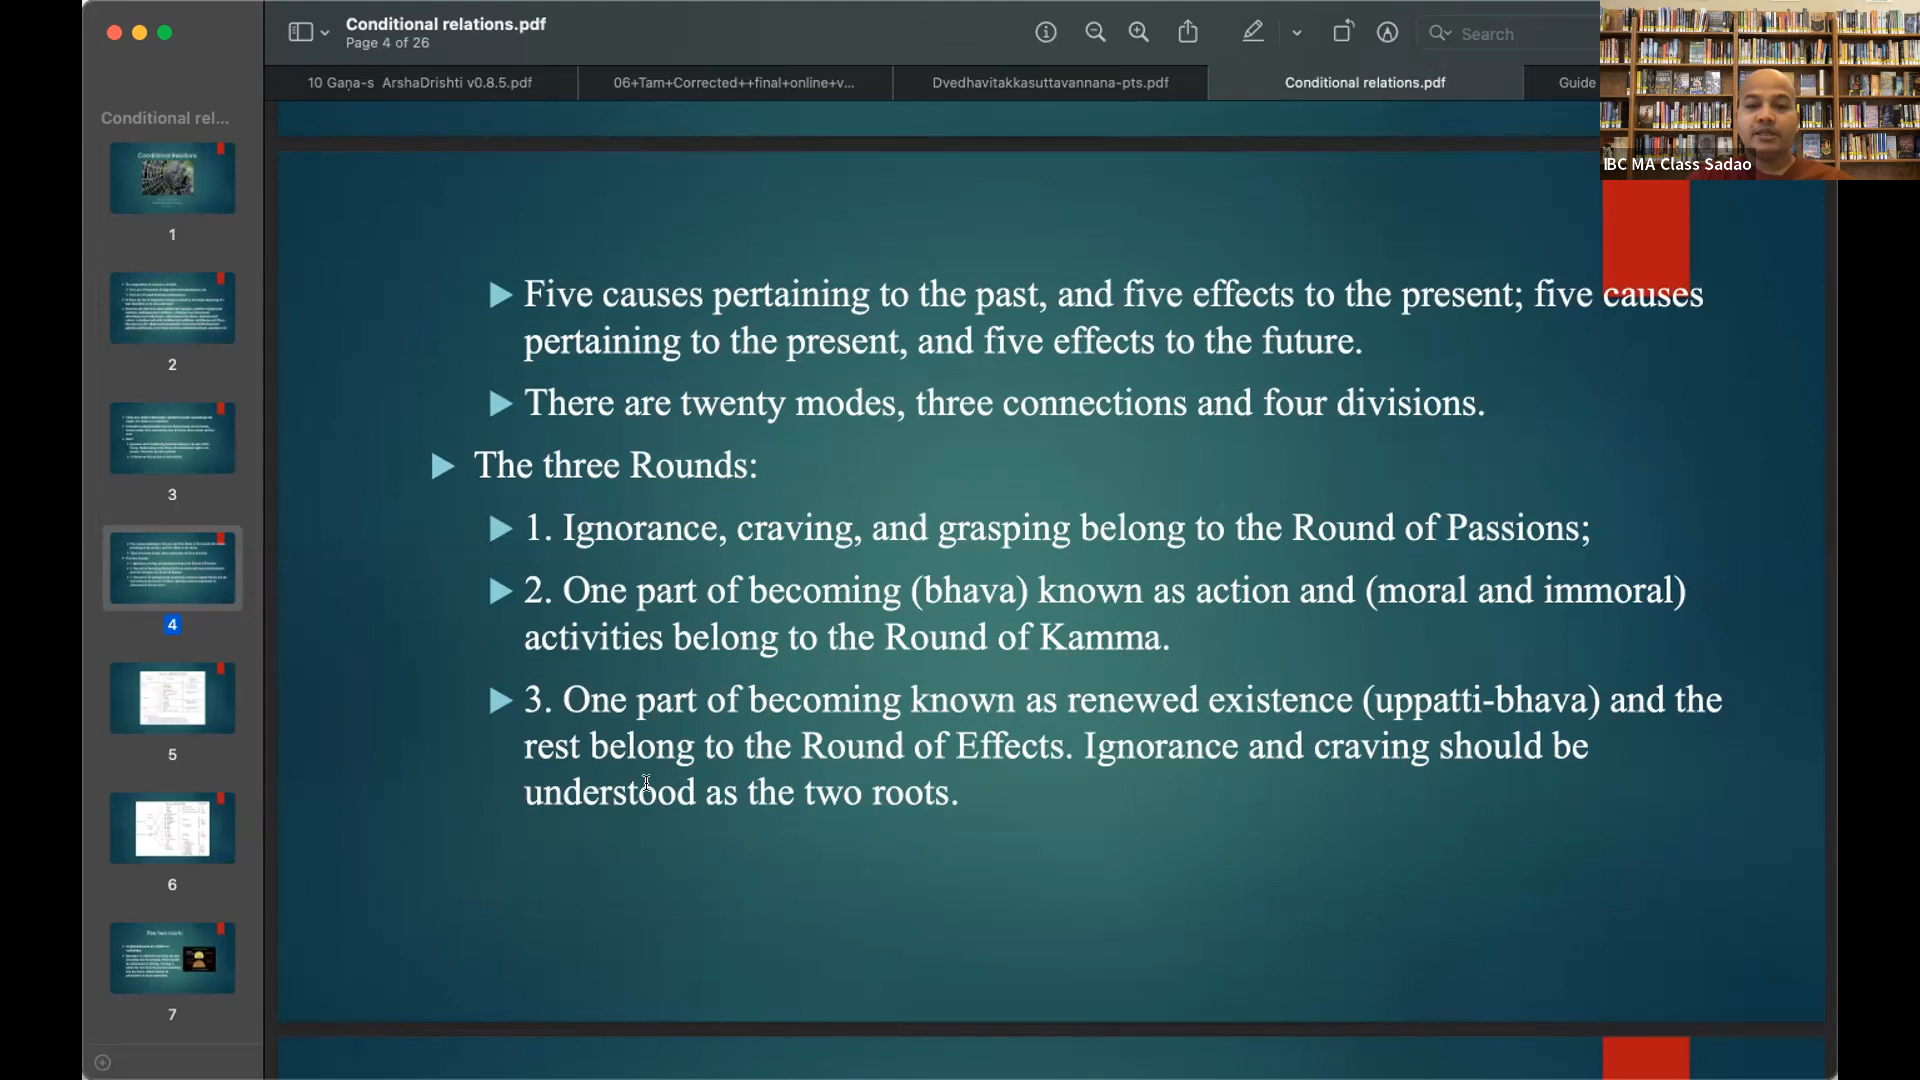 Conditional relations.pdf
Page 4 of 26
Search
10 Gaṇa-s ArshaDrishti v0.8.5.pdf
06+Tam+Corrected++final+online+v...
Dvedhavitakkasuttavannana-pts.pdf
Conditional relations.pdf
Guide
IBC MA Class Sadao
Conditional rel...
Conditional Relations
1
2
3
4
5
6
The two roots
7
Five causes pertaining to the past, and five effects to the present; five causes
pertaining to the present, and five effects to the future.
There are twenty modes, three connections and four divisions.
The three Rounds:
1. Ignorance, craving, and grasping belong to the Round of Passions;
2. One part of becoming (bhava) known as action and (moral and immoral)
activities belong to the Round of Kamma.
3. One part of becoming known as renewed existence (uppatti-bhava) and the
rest belong to the Round of Effects. Ignorance and craving should be
understood as the two roots.